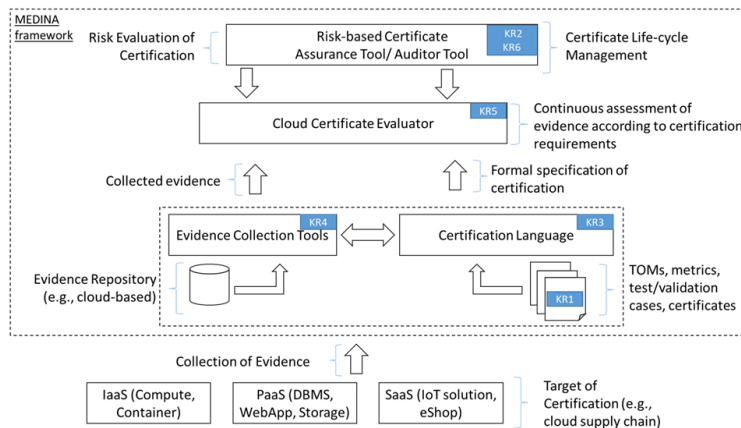 MEDINA
framework
Risk Evaluation of
Certification
Risk-based Certificate
Assurance Tool/ Auditor Tool
KR2
KR6
Certificate Life-cycle
Management
KR5
Cloud Certificate Evaluator
Continuous assessment of
evidence according to certification
requirements
Collected evidence
Formal specification of
certification
KR4
Evidence Collection Tools
KR3
Certification Language
Evidence Repository
(e.g., cloud-based)
KR1
TOMs, metrics,
test/validation
cases, certificates
Collection of Evidence
IaaS (Compute,
Container)
PaaS (DBMS,
WebApp, Storage)
SaaS (IoT solution,
eShop)
Target of
Certification (e.g.,
cloud supply chain)